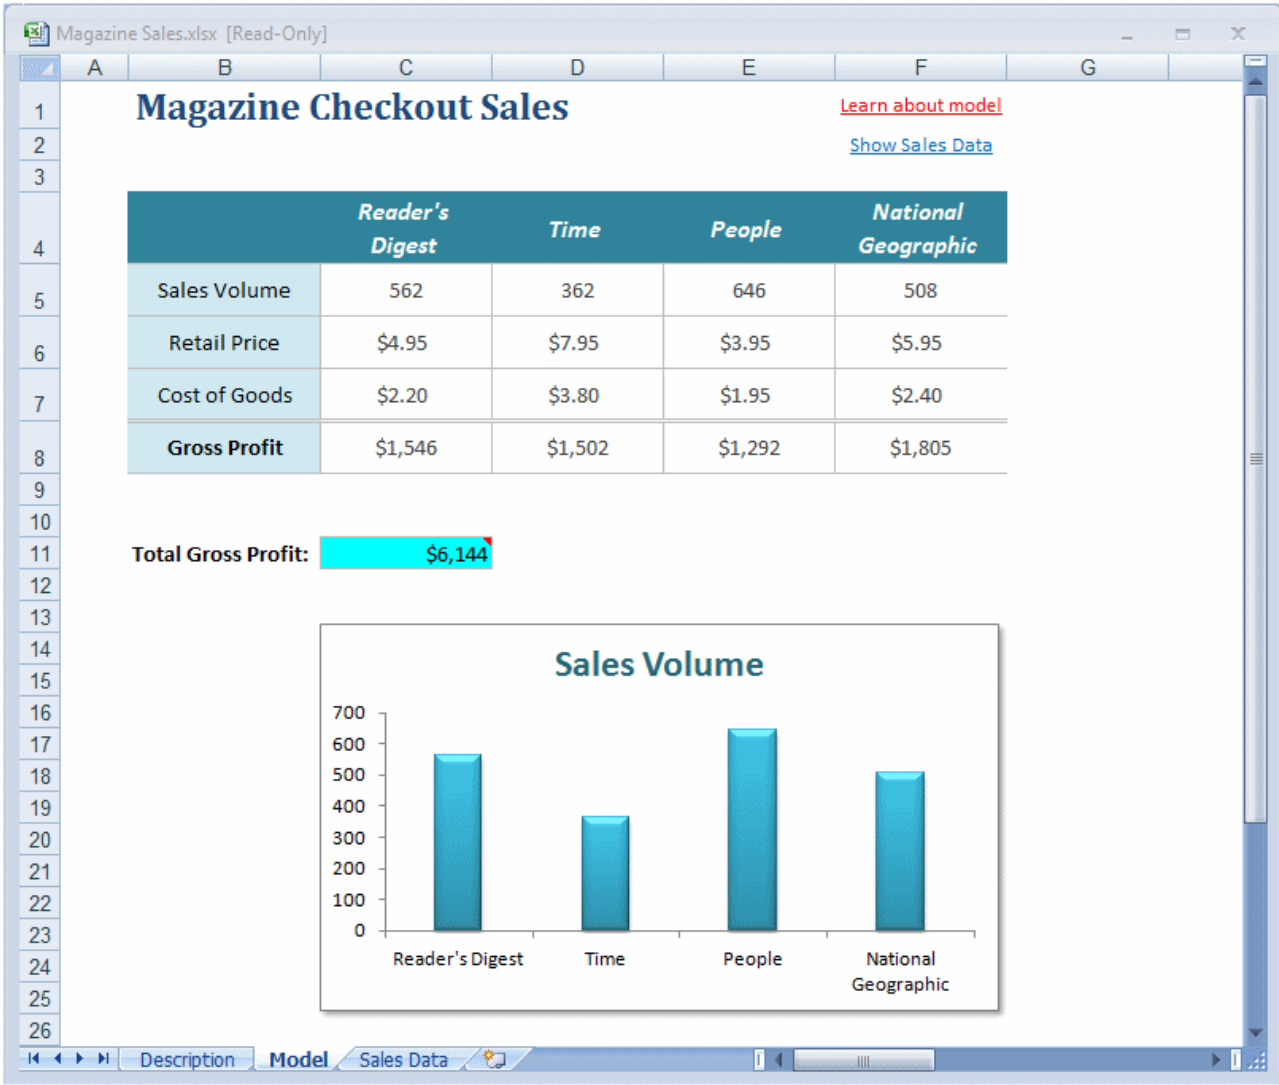 Magazine Sales.xlsx [Read-Only]
A B C D E F G
1 Magazine Checkout Sales Learn about model
2 Show Sales Data
3
Reader's Digest Time People National Geographic
4
5 Sales Volume 562 362 646 508
6 Retail Price $4.95 $7.95 $3.95 $5.95
7 Cost of Goods $2.20 $3.80 $1.95 $2.40
8 Gross Profit $1,546 $1,502 $1,292 $1,805
9
10
11 Total Gross Profit: $6,144
12
13
14
15
16
17
18
19
20
21
22
23
24
25
26
Sales Volume
700
600
500
400
300
200
100
0
Reader's Digest Time People National
Geographic
Description Model Sales Data